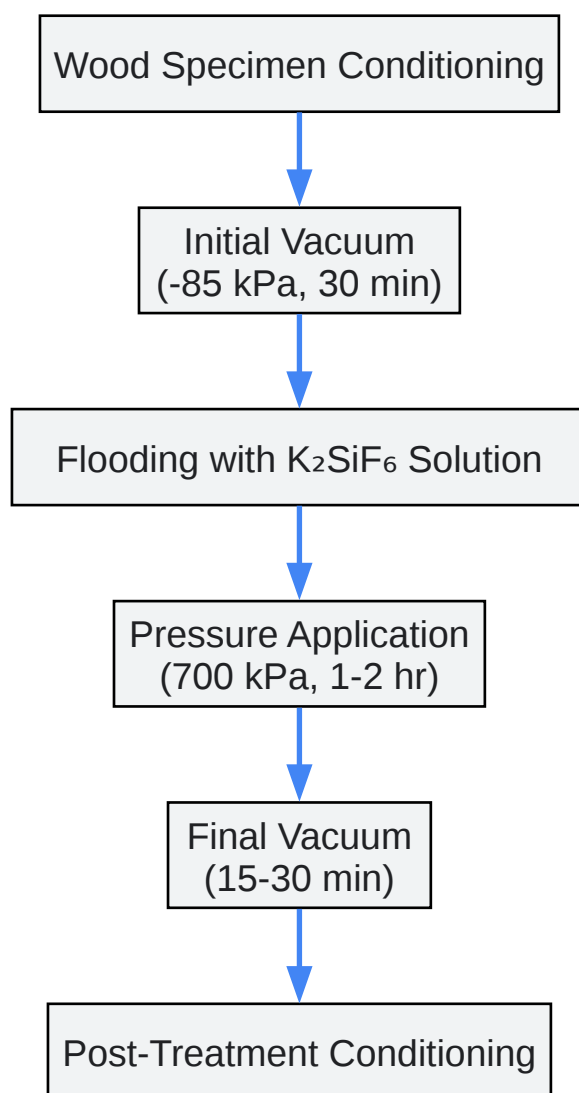 Wood Specimen Conditioning
Initial Vacuum
(-85 kPa, 30 min)
Flooding with K₂SiF₆ Solution
Pressure Application
(700 kPa, 1-2 hr)
Final Vacuum
(15-30 min)
Post-Treatment Conditioning